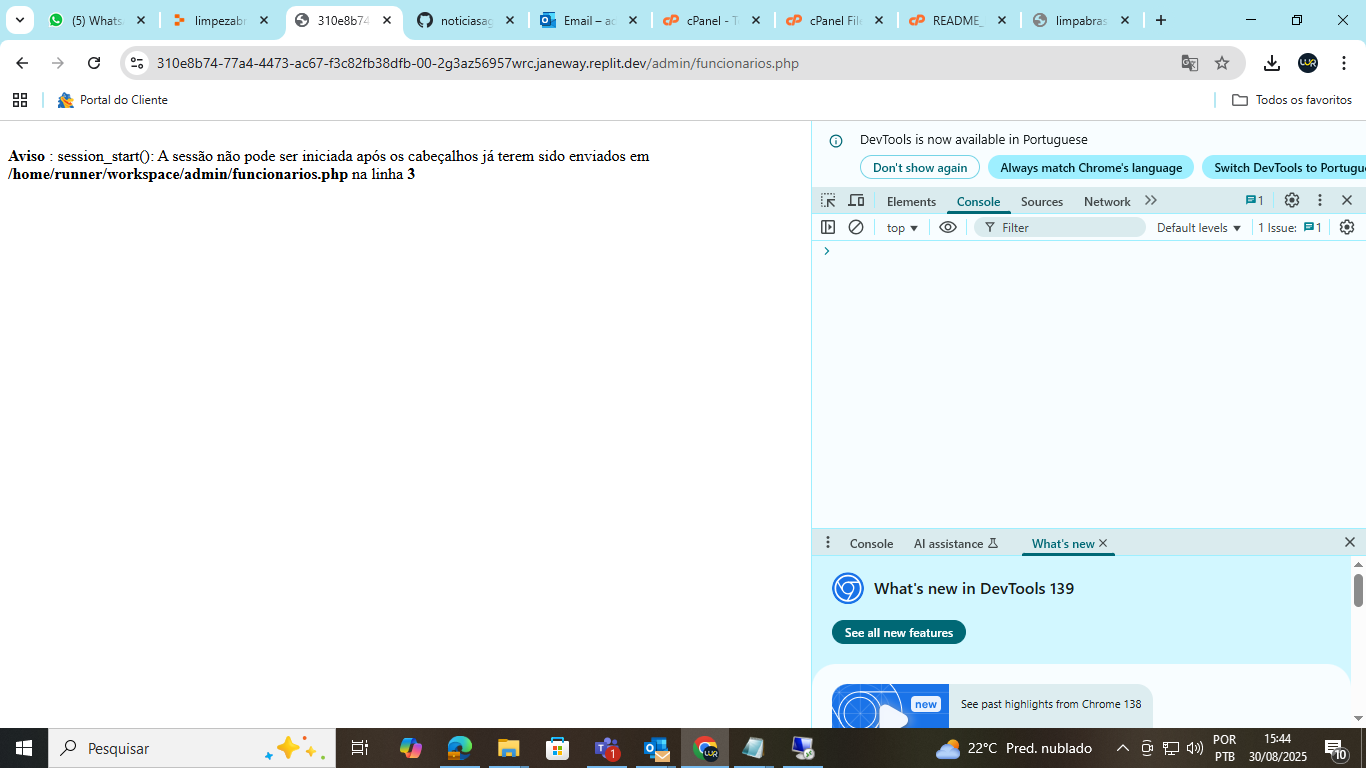 (5) Whats
limpezabr
310e8b74
noticiasag
Email – ac
cPanel - T
cPanel File
README_
limpabras
310e8b74-77a4-4473-ac67-f3c82fb38dfb-00-2g3az56957wrc.janeway.replit.dev/admin/funcionarios.php
Portal do Cliente
Todos os favoritos
Aviso : session_start(): A sessão não pode ser iniciada após os cabeçalhos já terem sido enviados em
/home/runner/workspace/admin/funcionarios.php na linha 3
DevTools is now available in Portuguese
Don't show again
Always match Chrome's language
Switch DevTools to Portugue
Elements
Console
Sources
Network
1
top
Filter
Default levels
1 Issue:
1
Console
AI assistance
What's new
What's new in DevTools 139
See all new features
new
See past highlights from Chrome 138
Pesquisar
1
22°C Pred. nublado
POR
PTB
15:44
30/08/2025
10